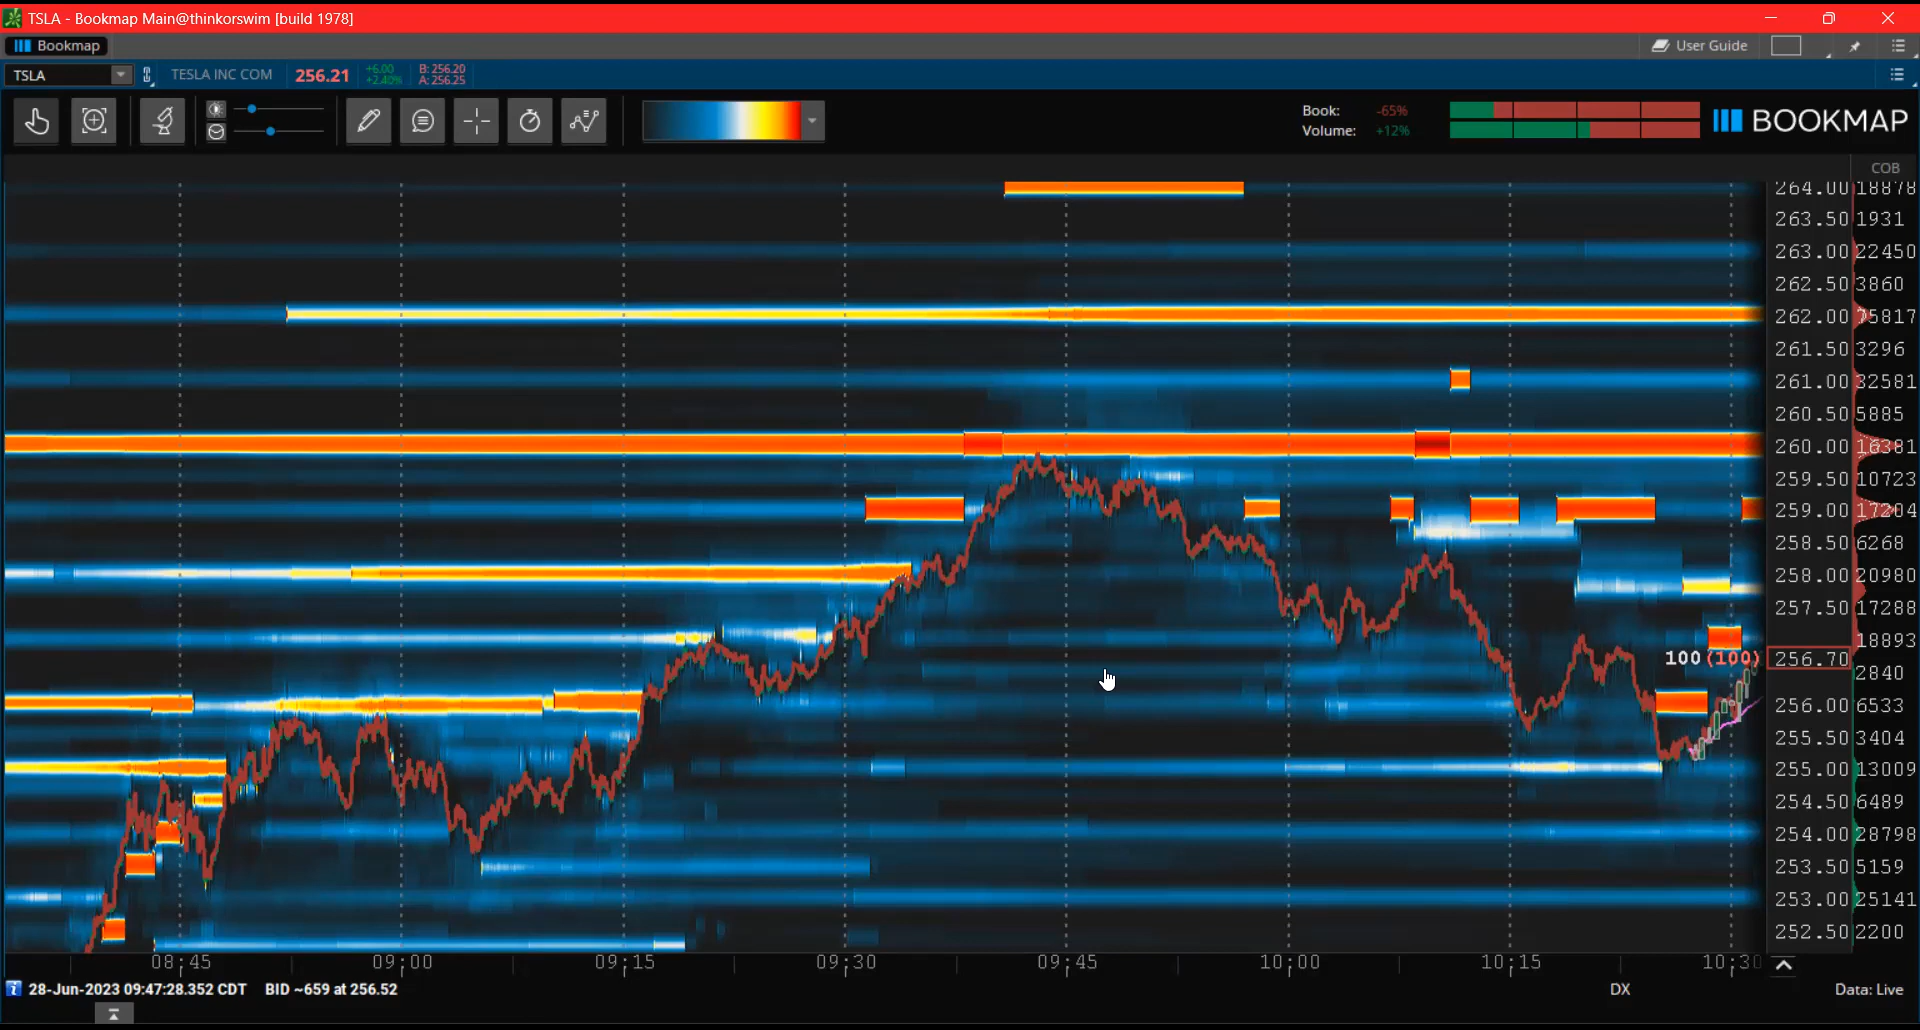 TSLA - Bookmap Main@thinkorswim [build 1978]
Bookmap
User Guide
TSLA
TESLA INC COM
256.21
+6.00
+2.40%
B: 256.20
A: 256.25
Book: -65%
Volume: +12%
BOOKMAP
COB
264.00 18878
263.50 1931
263.00 22450
262.50 3860
262.00 75817
261.50 3296
261.00 32581
260.50 5885
260.00 16381
259.50 10723
259.00 17204
258.50 6268
258.00 20980
257.50 17288
18893
100 (100) 256.70
2840
256.00 6533
255.50 3404
255.00 13009
254.50 6489
254.00 28798
253.50 5159
253.00 25141
252.50 2200
08:45 09:00 09:15 09:30 09:45 10:00 10:15 10:30
28-Jun-2023 09:47:28.352 CDT BID ~659 at 256.52
DX
Data: Live